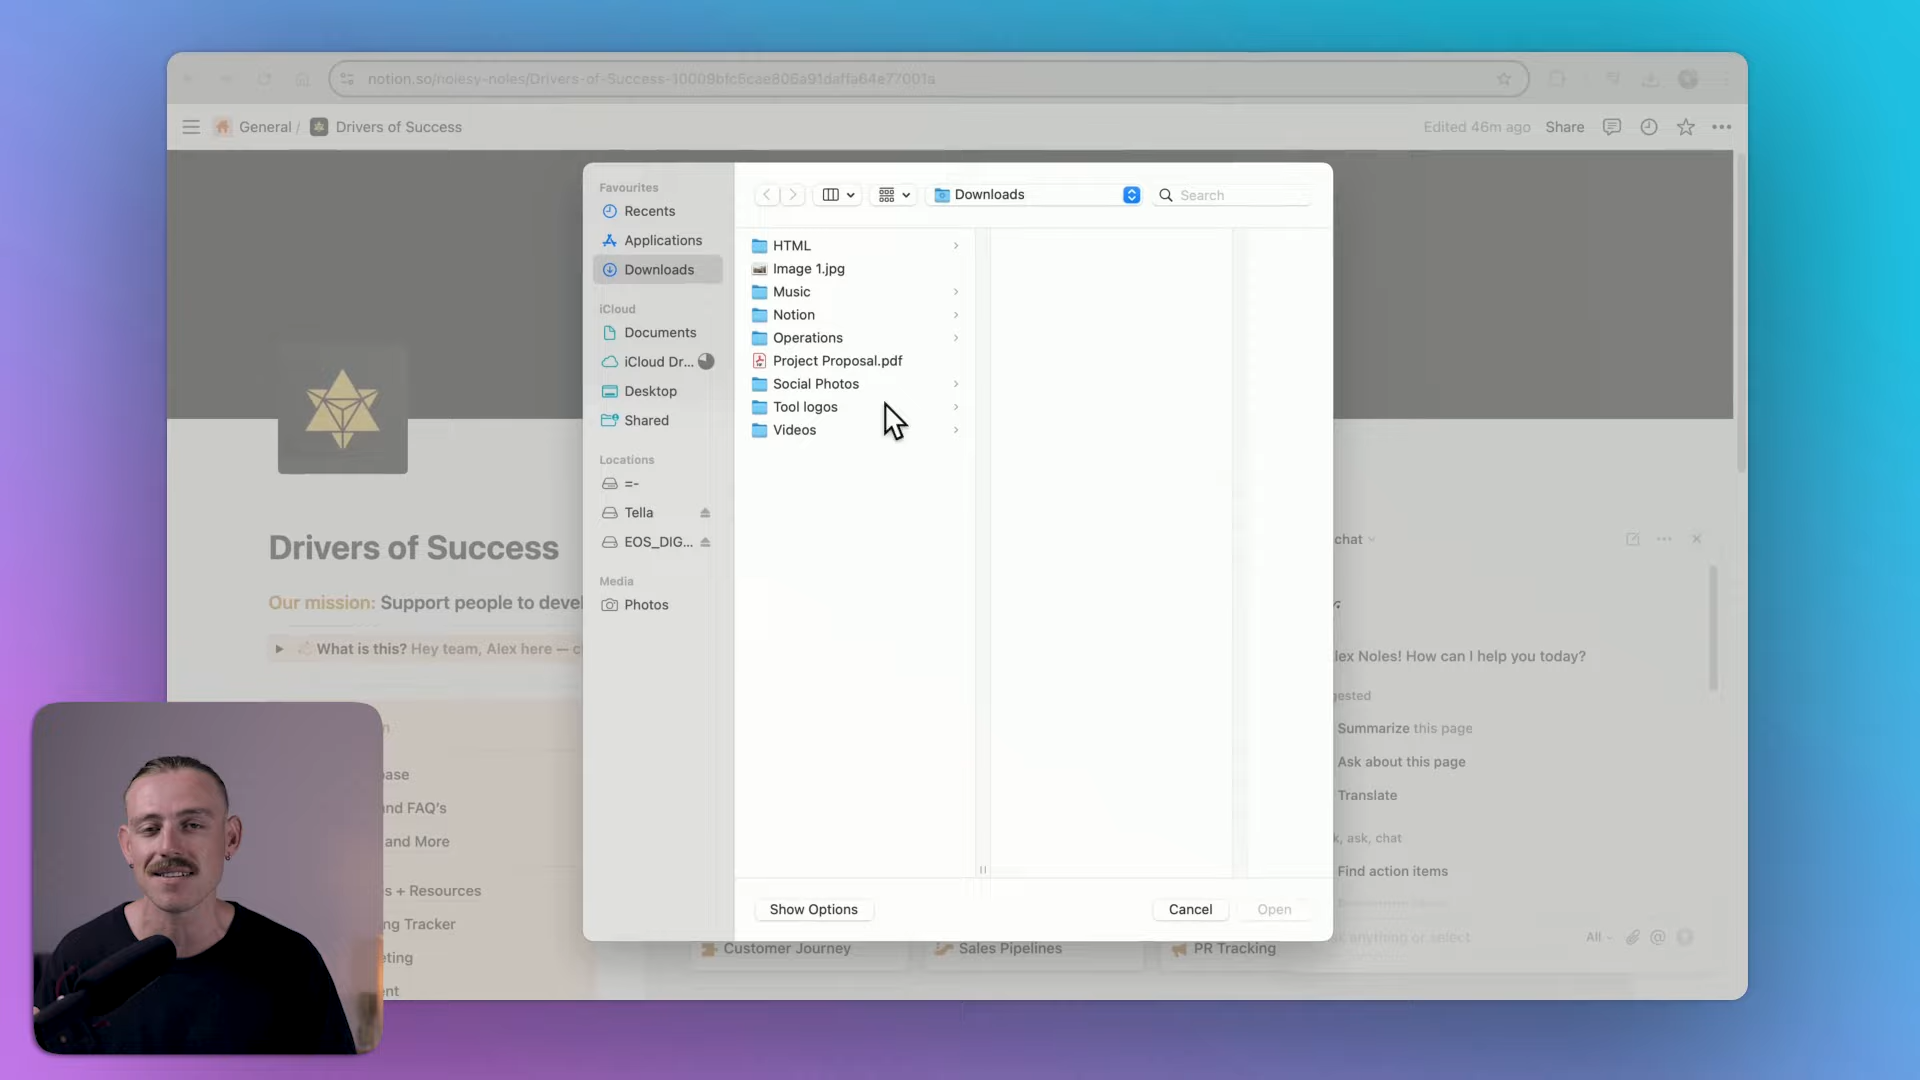 notion.so/noisy-noles/Drivers-of-Success-10009bfc6cae806a91daffa64e77001a
General / Drivers of Success
Edited 46m ago Share
Favourites
Recents
Applications
Downloads
iCloud
Documents
iCloud Dr...
Desktop
Shared
Locations
=-
Tella
EOS_DIG...
Media
Photos
Downloads
Search
HTML
Image 1.jpg
Music
Notion
Operations
Project Proposal.pdf
Social Photos
Tool logos
Videos
Show Options
Cancel
Open
Drivers of Success
Our mission: Support people to devel
What is this? Hey team, Alex here — c
ase
nd FAQ's
and More
s + Resources
ng Tracker
eting
ent
Customer Journey
Sales Pipelines
PR Tracking
chat
lex Noles! How can I help you today?
gested
Summarize this page
Ask about this page
Translate
k, ask, chat
Find action items
k anything or select
All